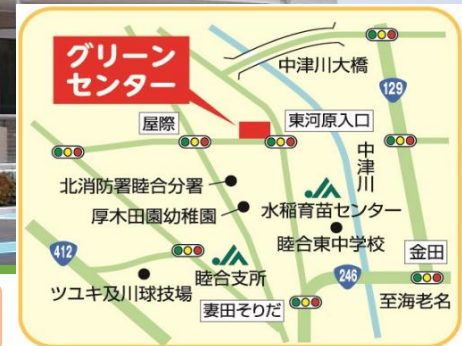 グリーン
センター
中津川大橋
129
屋際
東河原入口
中津川
北消防署睦合分署
厚木田園幼稚園
JA
水稲育苗センター
睦合東中学校
金田
412
JA
睦合支所
246
ツユキ及川球技場
妻田そりだ
至海老名